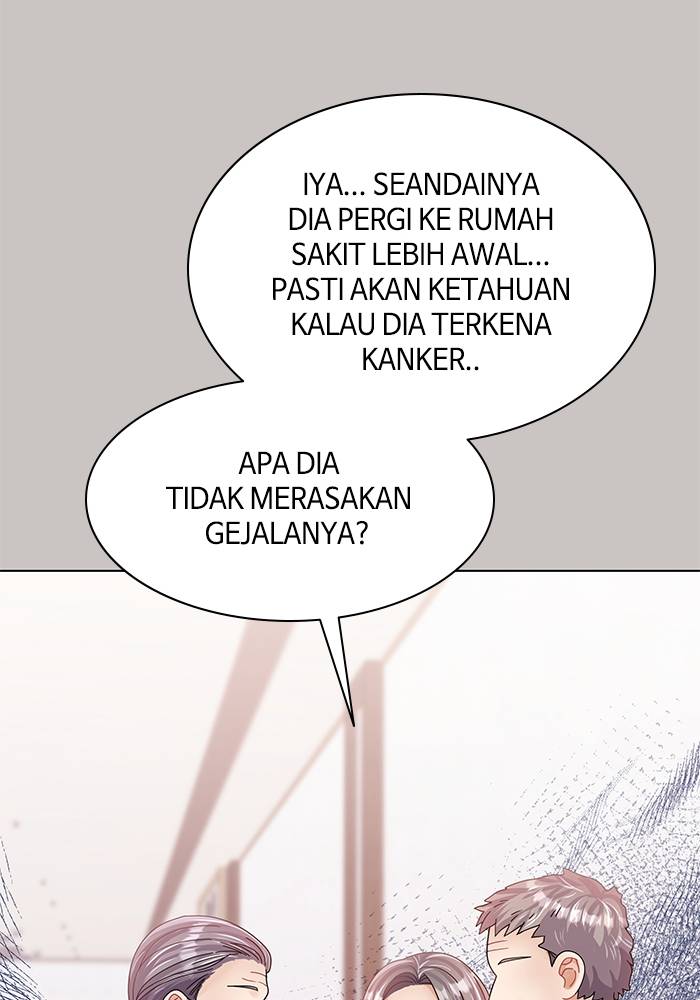 IYA... SEANDAINYA
DIA PERGI KE RUMAH
SAKIT LEBIH AWAL...
PASTI AKAN KETAHUAN
KALAU DIA TERKENA
KANKER..
APA DIA
TIDAK MERASAKAN
GEJALANYA?